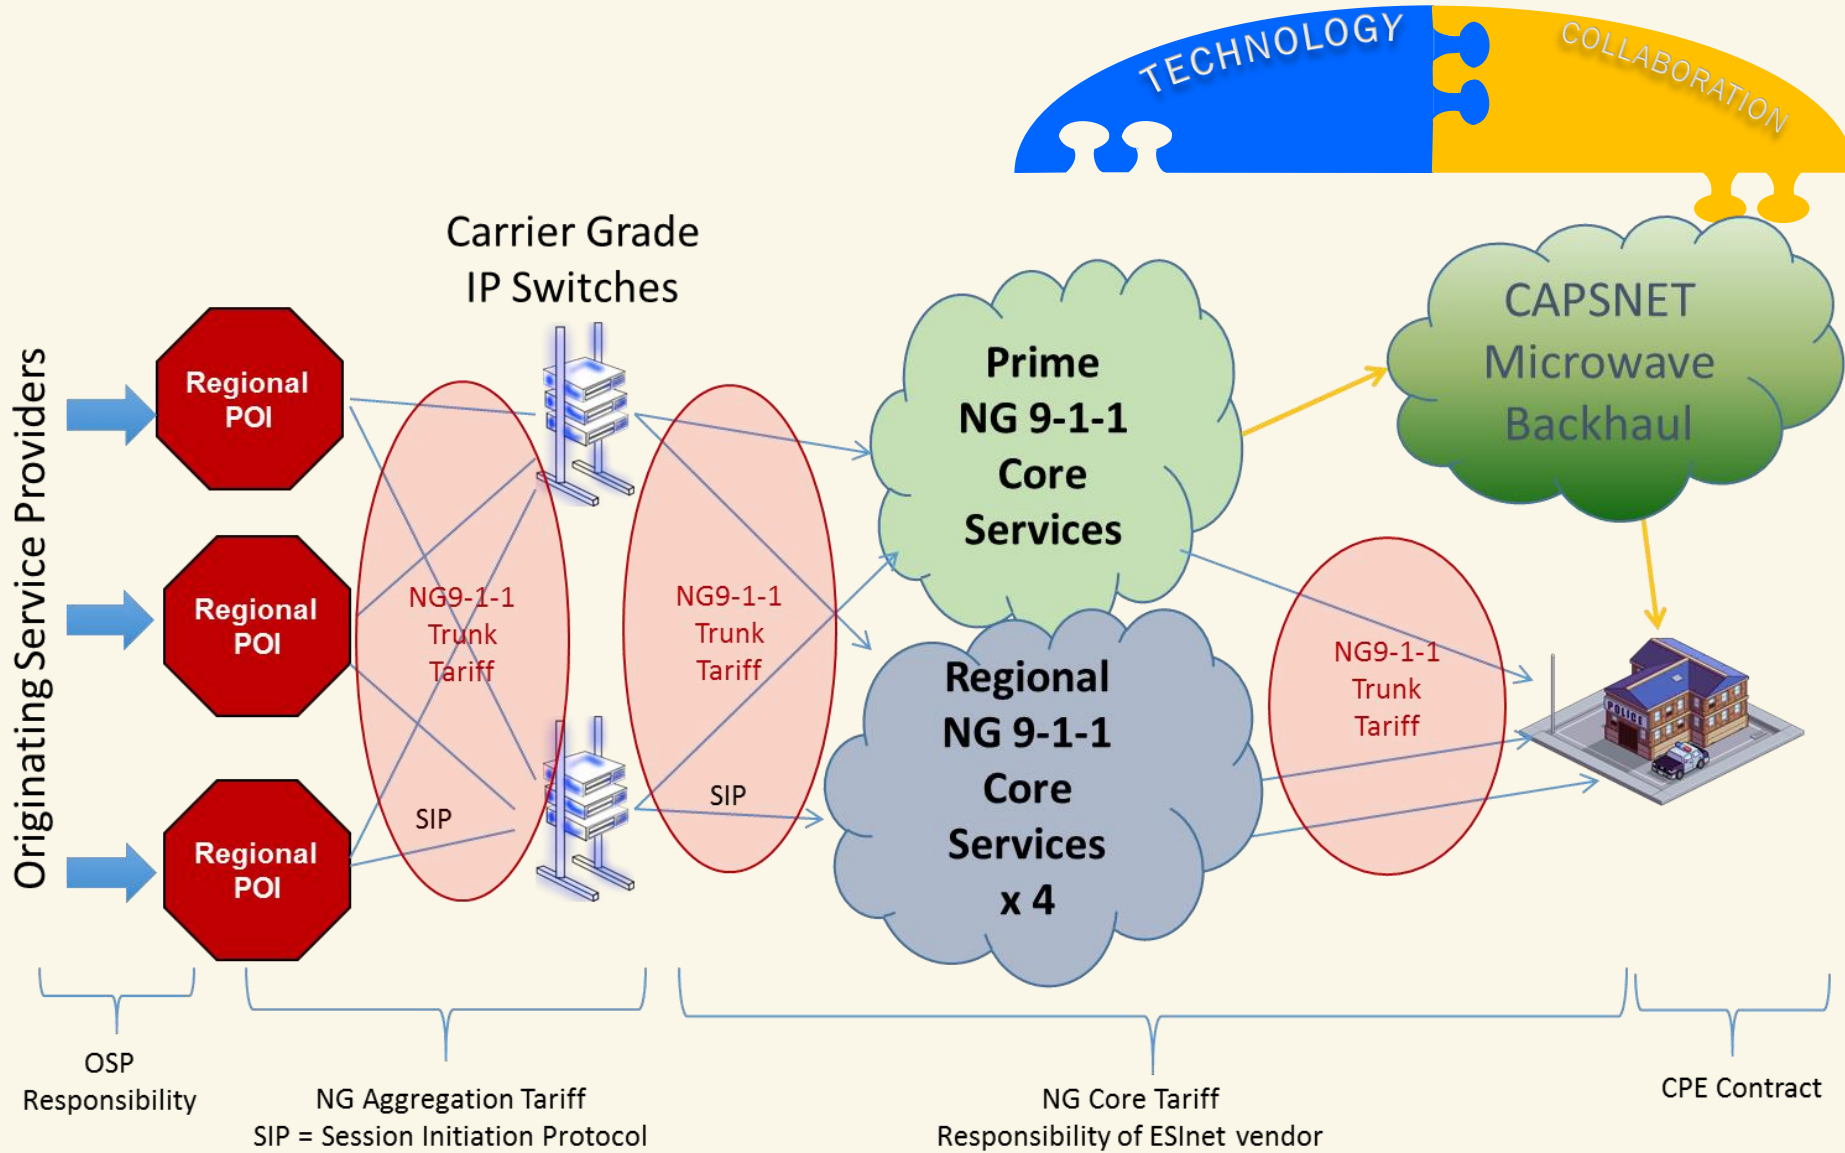 TECHNOLOGY
COLLABORATION
Carrier Grade
IP Switches
Originating Service Providers
Regional
POI
Regional
POI
Regional
POI
NG9-1-1
Trunk
Tariff
SIP
NG9-1-1
Trunk
Tariff
SIP
Prime
NG 9-1-1
Core
Services
Regional
NG 9-1-1
Core
Services
x 4
CAPSNET
Microwave
Backhaul
NG9-1-1
Trunk
Tariff
POLICE
OSP
Responsibility
NG Aggregation Tariff
SIP = Session Initiation Protocol
NG Core Tariff
Responsibility of ESInet vendor
CPE Contract